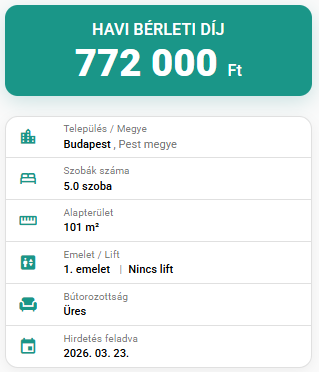 HAVI BÉRLETI DÍJ
772 000 Ft
Település / Megye
Budapest , Pest megye
Szobák száma
5.0 szoba
Alapterület
101 m²
Emelet / Lift
1. emelet | Nincs lift
Bútorozottság
Üres
Hirdetés feladva
2026. 03. 23.